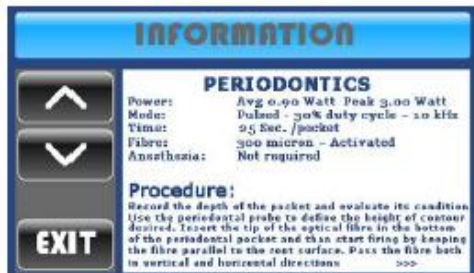 INFORMATION
PERIODONTICS
Power: Avg 0.90 Watt Peak 3.00 Watt
Mode: Pulsed - 30% duty cycle - 10 kHz
Time: 25 Sec. /pocket
Fibre: 300 micron - Activated
Anesthesia: Not required
Procedure:
Record the depth of the pocket and evaluate its condition
Use the periodontal probe to define the height of contour
desired. Insert the tip of the optical fibre in the bottom
of the periodontal pocket and than start firing by keeping
the fibre parallel to the root surface. Pass the fibre both
in vertical and horizontal directions >>>
EXIT